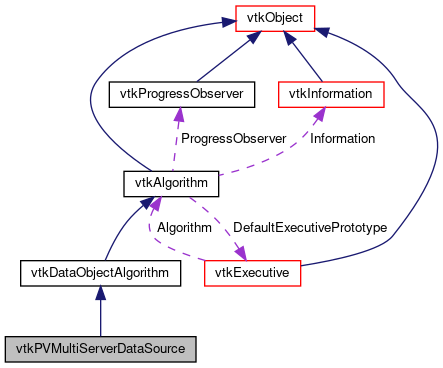 vtkObject
vtkProgressObserver
vtkInformation
ProgressObserver
Information
vtkAlgorithm
Algorithm
DefaultExecutivePrototype
vtkDataObjectAlgorithm
vtkExecutive
vtkPVMultiServerDataSource